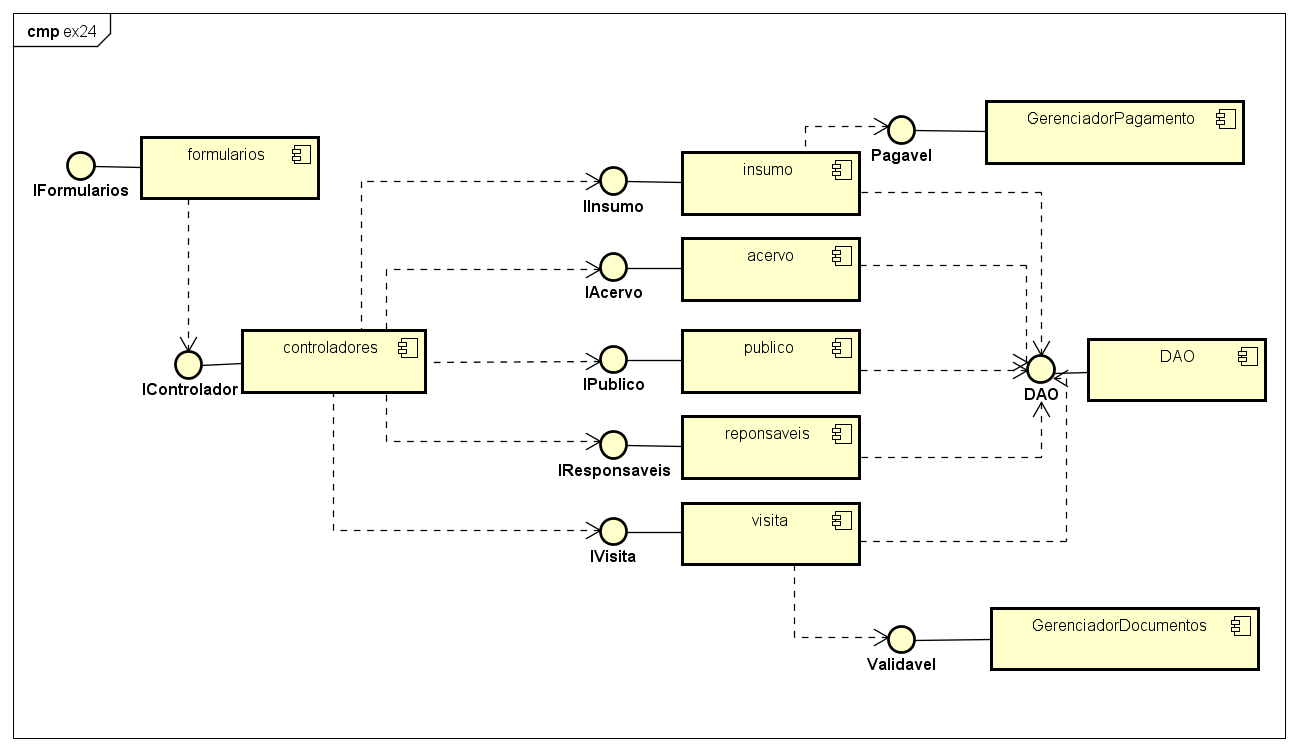 cmp ex24
GerenciadorPagamento
Pagavel
formularios
IFormularios
insumo
IInsumo
acervo
IAcervo
controladores
IControlador
publico
IPublico
DAO
DAO
reponsaveis
IResponsaveis
visita
IVisita
GerenciadorDocumentos
Validavel